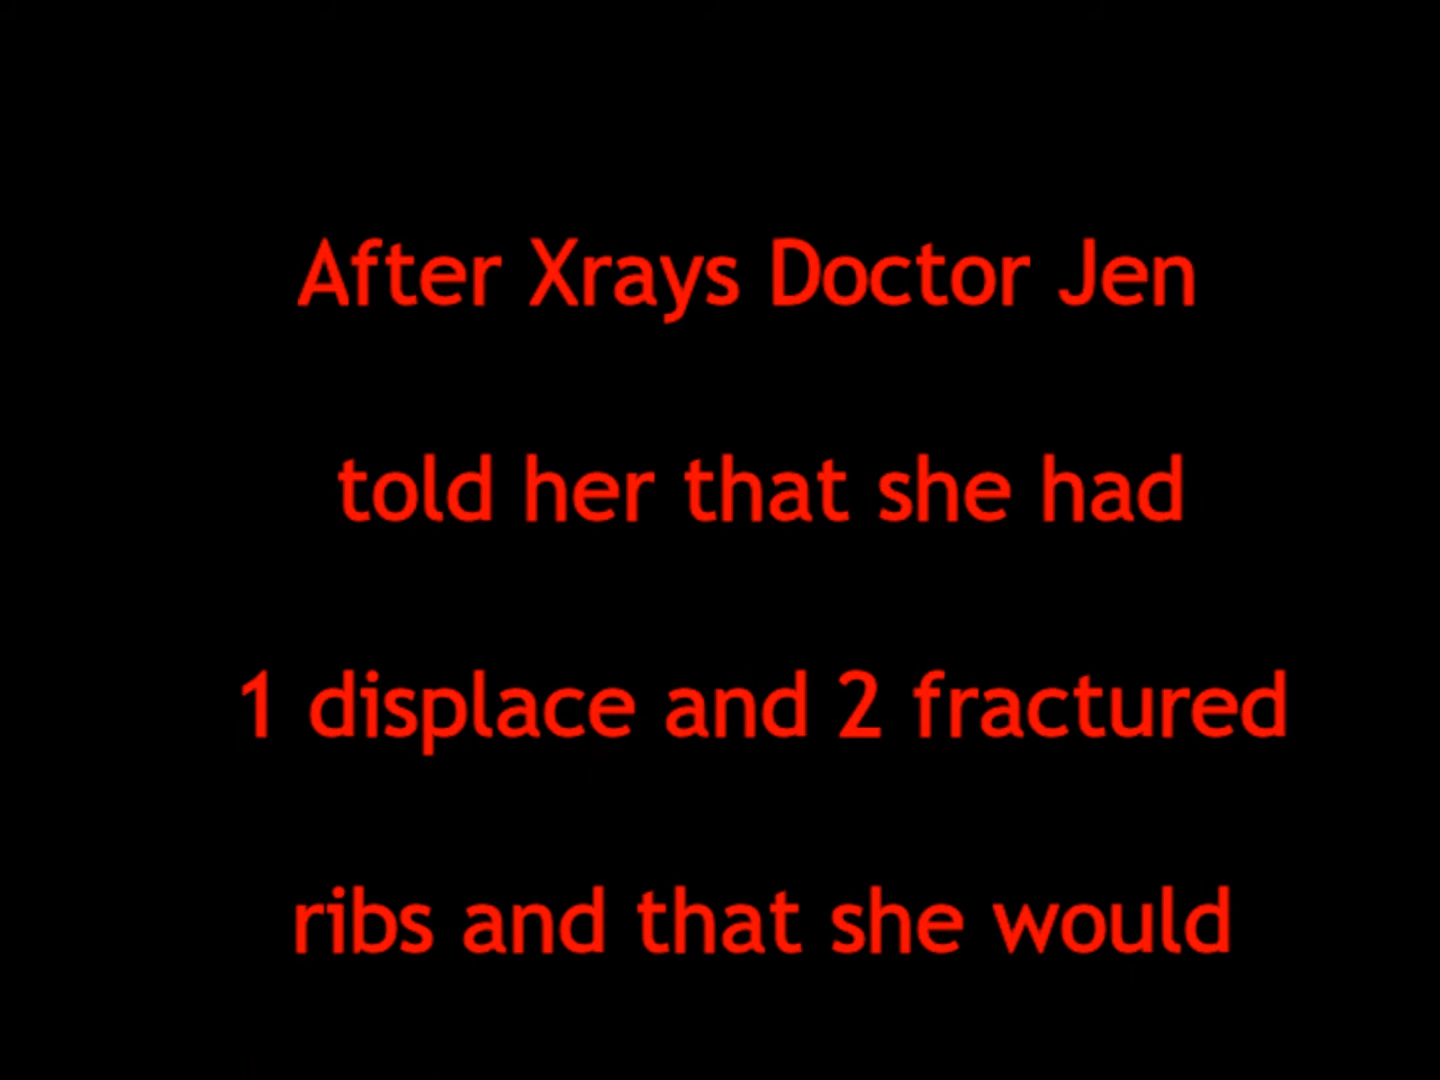 After Xrays Doctor Jen
told her that she had
1 displace and 2 fractured
ribs and that she would